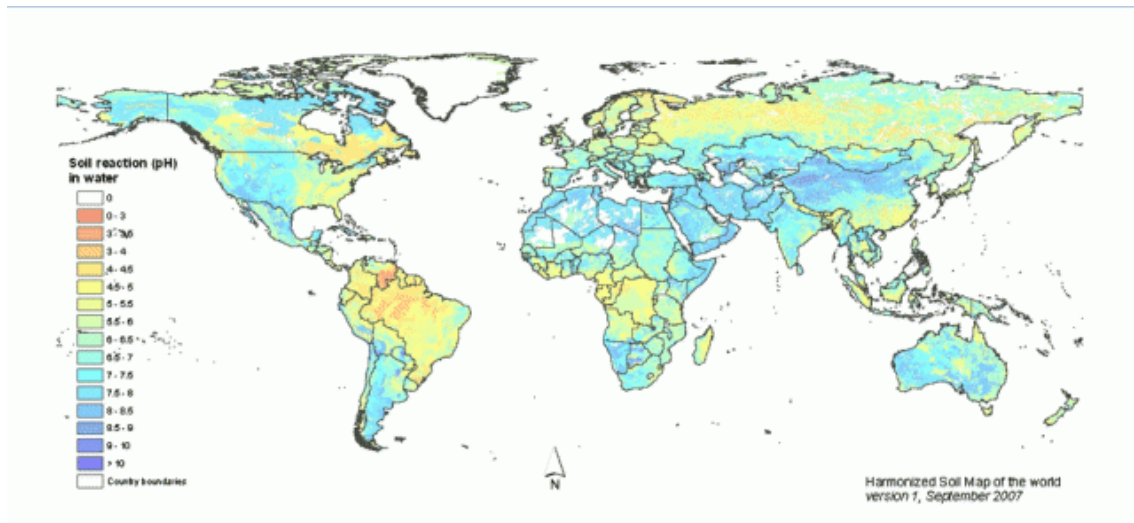 Soil reaction (pH)
in water
0
0 - 3
3 - 4
4 - 4.5
4.5 - 5
5 - 5.5
5.5 - 6
6 - 6.5
6.5 - 7
7 - 7.5
7.5 - 8
8 - 8.5
8.5 - 9
9 - 10
> 10
Country boundaries
N
Harmonized Soil Map of the world
version 1, September 2007